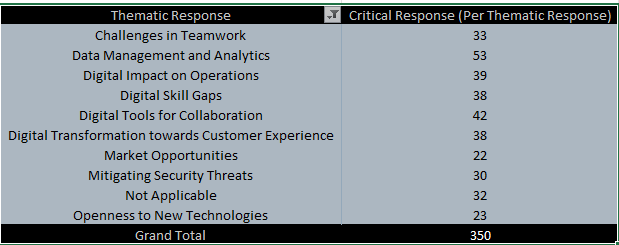 Thematic Response Critical Response (Per Thematic Response)
Challenges in Teamwork 33
Data Management and Analytics 53
Digital Impact on Operations 39
Digital Skill Gaps 38
Digital Tools for Collaboration 42
Digital Transformation towards Customer Experience 38
Market Opportunities 22
Mitigating Security Threats 30
Not Applicable 32
Openness to New Technologies 23
Grand Total 350